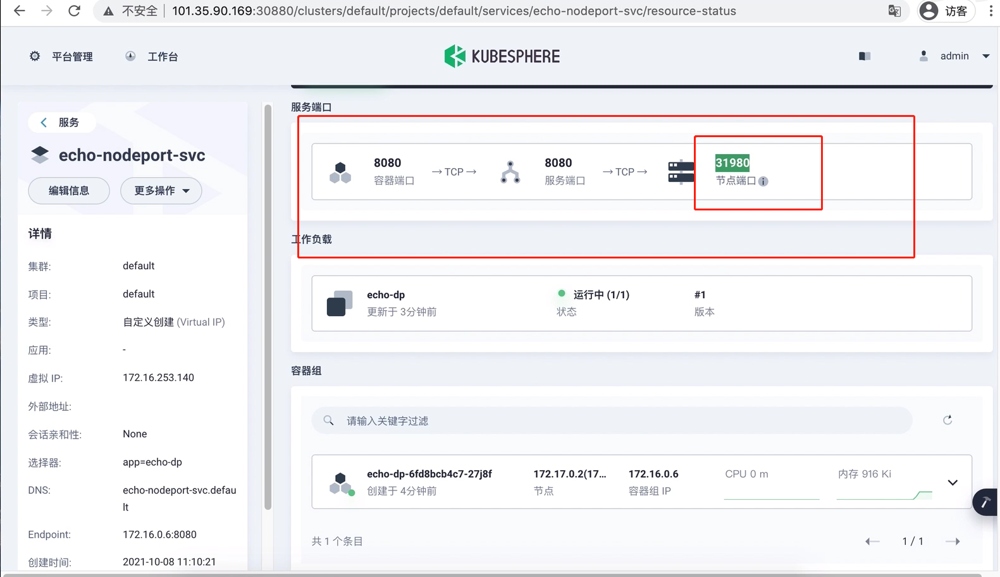 不安全 101.35.90.169:30880/clusters/default/projects/default/services/echo-nodeport-svc/resource-status 访客
平台管理 工作台 KUBESPHERE admin
服务
echo-nodeport-svc
编辑信息 更多操作
详情
集群: default
项目: default
类型: 自定义创建 (Virtual IP)
应用: -
虚拟 IP: 172.16.253.140
外部地址:
会话亲和性: None
选择器: app=echo-dp
DNS: echo-nodeport-svc.defau
lt
Endpoint: 172.16.0.6:8080
创建时间: 2021-10-08 11:10:21
服务端口
8080 → TCP → 8080 → TCP → 31980
容器端口 服务端口 节点端口
工作负载
echo-dp 运行中 (1/1) #1
更新于 3分钟前 状态 版本
容器组
请输入关键字过滤
echo-dp-6fd8bcb4c7-27j8f 172.17.0.2(17... 172.16.0.6 CPU 0 m 内存 916 Ki
创建于 4分钟前 节点 容器组 IP
共 1 个条目 1 / 1